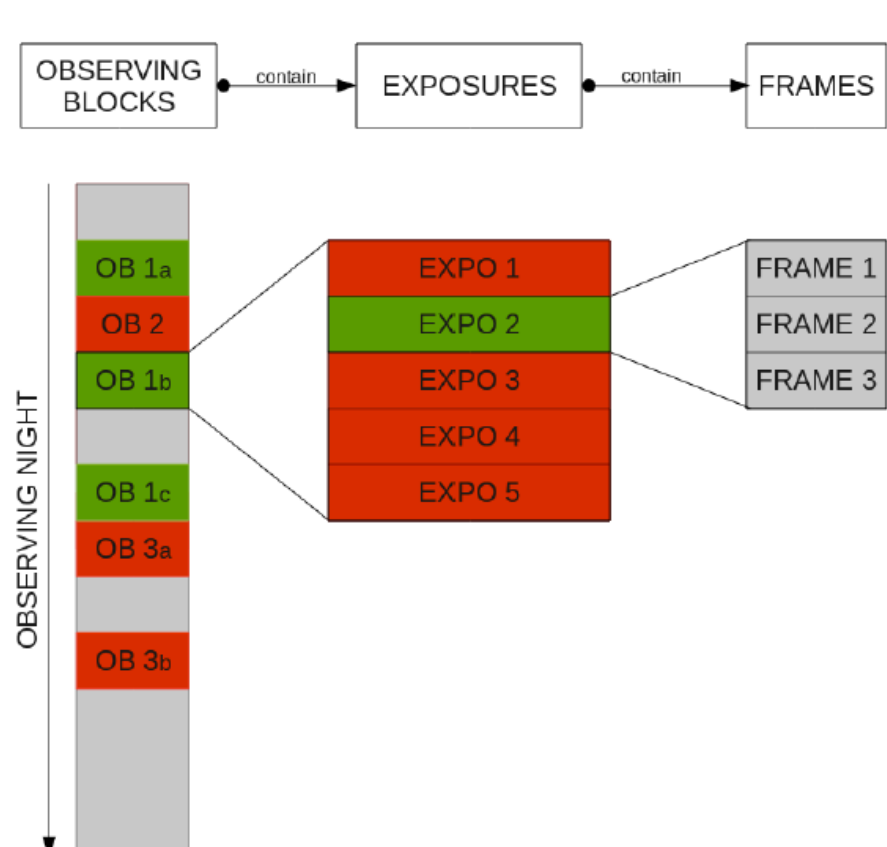 OBSERVING
BLOCKS
contain
EXPOSURES
contain
FRAMES
OBSERVING NIGHT
OB 1a
OB 2
OB 1b
OB 1c
OB 3a
OB 3b
EXPO 1
EXPO 2
EXPO 3
EXPO 4
EXPO 5
FRAME 1
FRAME 2
FRAME 3